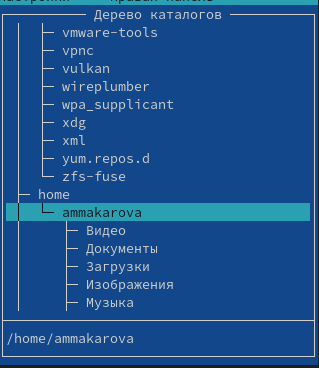 Дерево каталогов
vmware-tools
vpnc
vulkan
wireplumber
wpa_supplicant
xdg
xml
yum.repos.d
zfs-fuse
home
ammakarova
Видео
Документы
Загрузки
Изображения
Музыка
/home/ammakarova